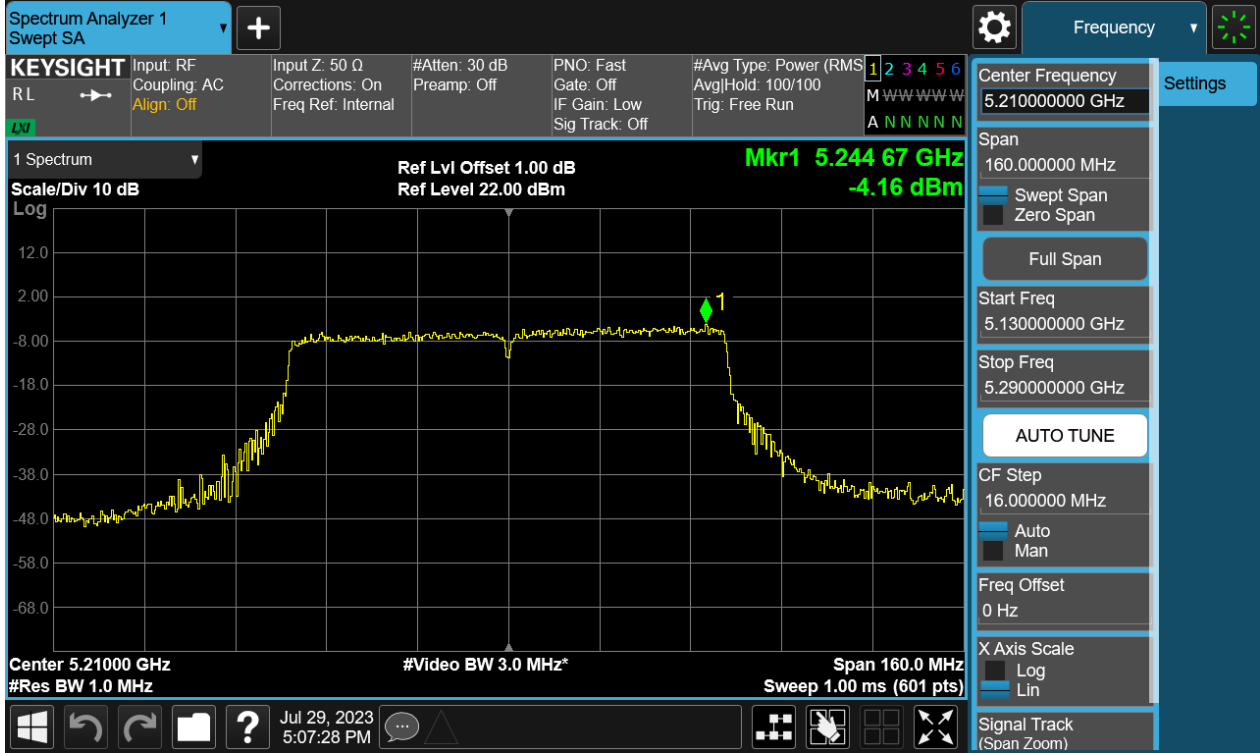 Spectrum Analyzer 1
Swept SA
Frequency
KEYSIGHT
RL
LXI
Input: RF
Coupling: AC
Align: Off
Input Z: 50 Ω
Corrections: On
Freq Ref: Internal
#Atten: 30 dB
Preamp: Off
PNO: Fast
Gate: Off
IF Gain: Low
Sig Track: Off
#Avg Type: Power (RMS
Avg|Hold: 100/100
Trig: Free Run
1 2 3 4 5 6
M W W W W W
A N N N N N
1 Spectrum
Scale/Div 10 dB
Log
Ref Lvl Offset 1.00 dB
Ref Level 22.00 dBm
Mkr1 5.244 67 GHz
-4.16 dBm
12.0
2.00
-8.00
-18.0
-28.0
-38.0
-48.0
-58.0
-68.0
1
Center 5.21000 GHz
#Res BW 1.0 MHz
#Video BW 3.0 MHz*
Span 160.0 MHz
Sweep 1.00 ms (601 pts)
Center Frequency
5.210000000 GHz
Span
160.000000 MHz
Swept Span
Zero Span
Full Span
Start Freq
5.130000000 GHz
Stop Freq
5.290000000 GHz
AUTO TUNE
CF Step
16.000000 MHz
Auto
Man
Freq Offset
0 Hz
X Axis Scale
Log
Lin
Signal Track
(Span Zoom)
Settings
?
Jul 29, 2023
5:07:28 PM